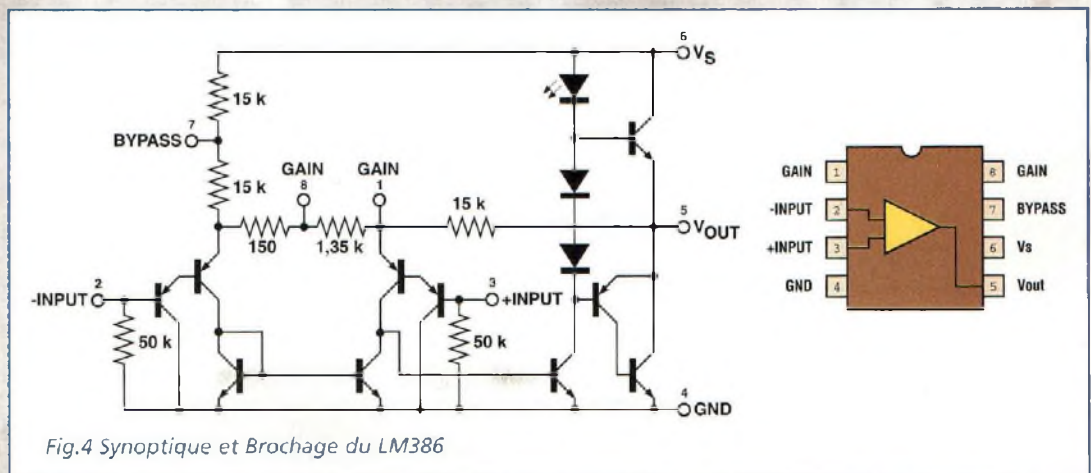 6
VS
15 k
7
BYPASS
15 k
GAIN
8
GAIN
1
15 k
150
1,35 k
5
VOUT
2
-INPUT
3
+INPUT
50 k
50 k
4
GND
GAIN 1
-INPUT 2
+INPUT 3
GND 4
8 GAIN
7 BYPASS
6 Vs
5 Vout
Fig.4 Synoptique et Brochage du LM386